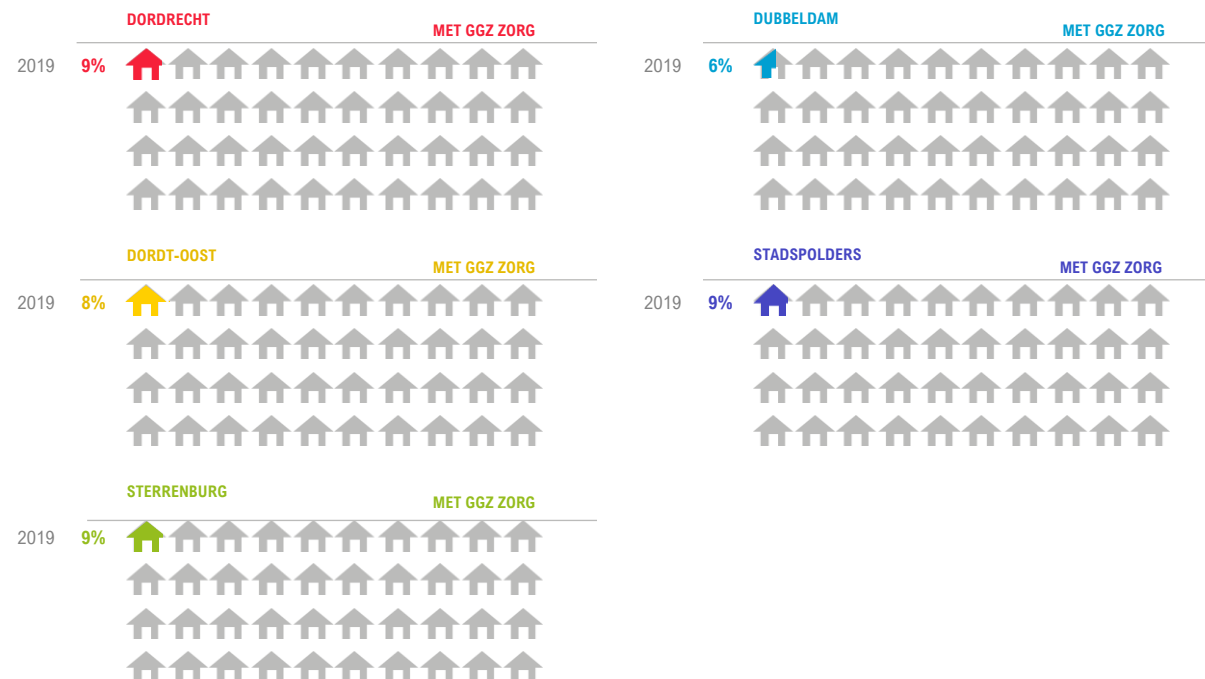 DORDRECHT
MET GGZ ZORG
2019 9%
DUBBELDAM
MET GGZ ZORG
2019 6%
DORDT-OOST
MET GGZ ZORG
2019 8%
STADSPOLDERS
MET GGZ ZORG
2019 9%
STERRENBURG
MET GGZ ZORG
2019 9%